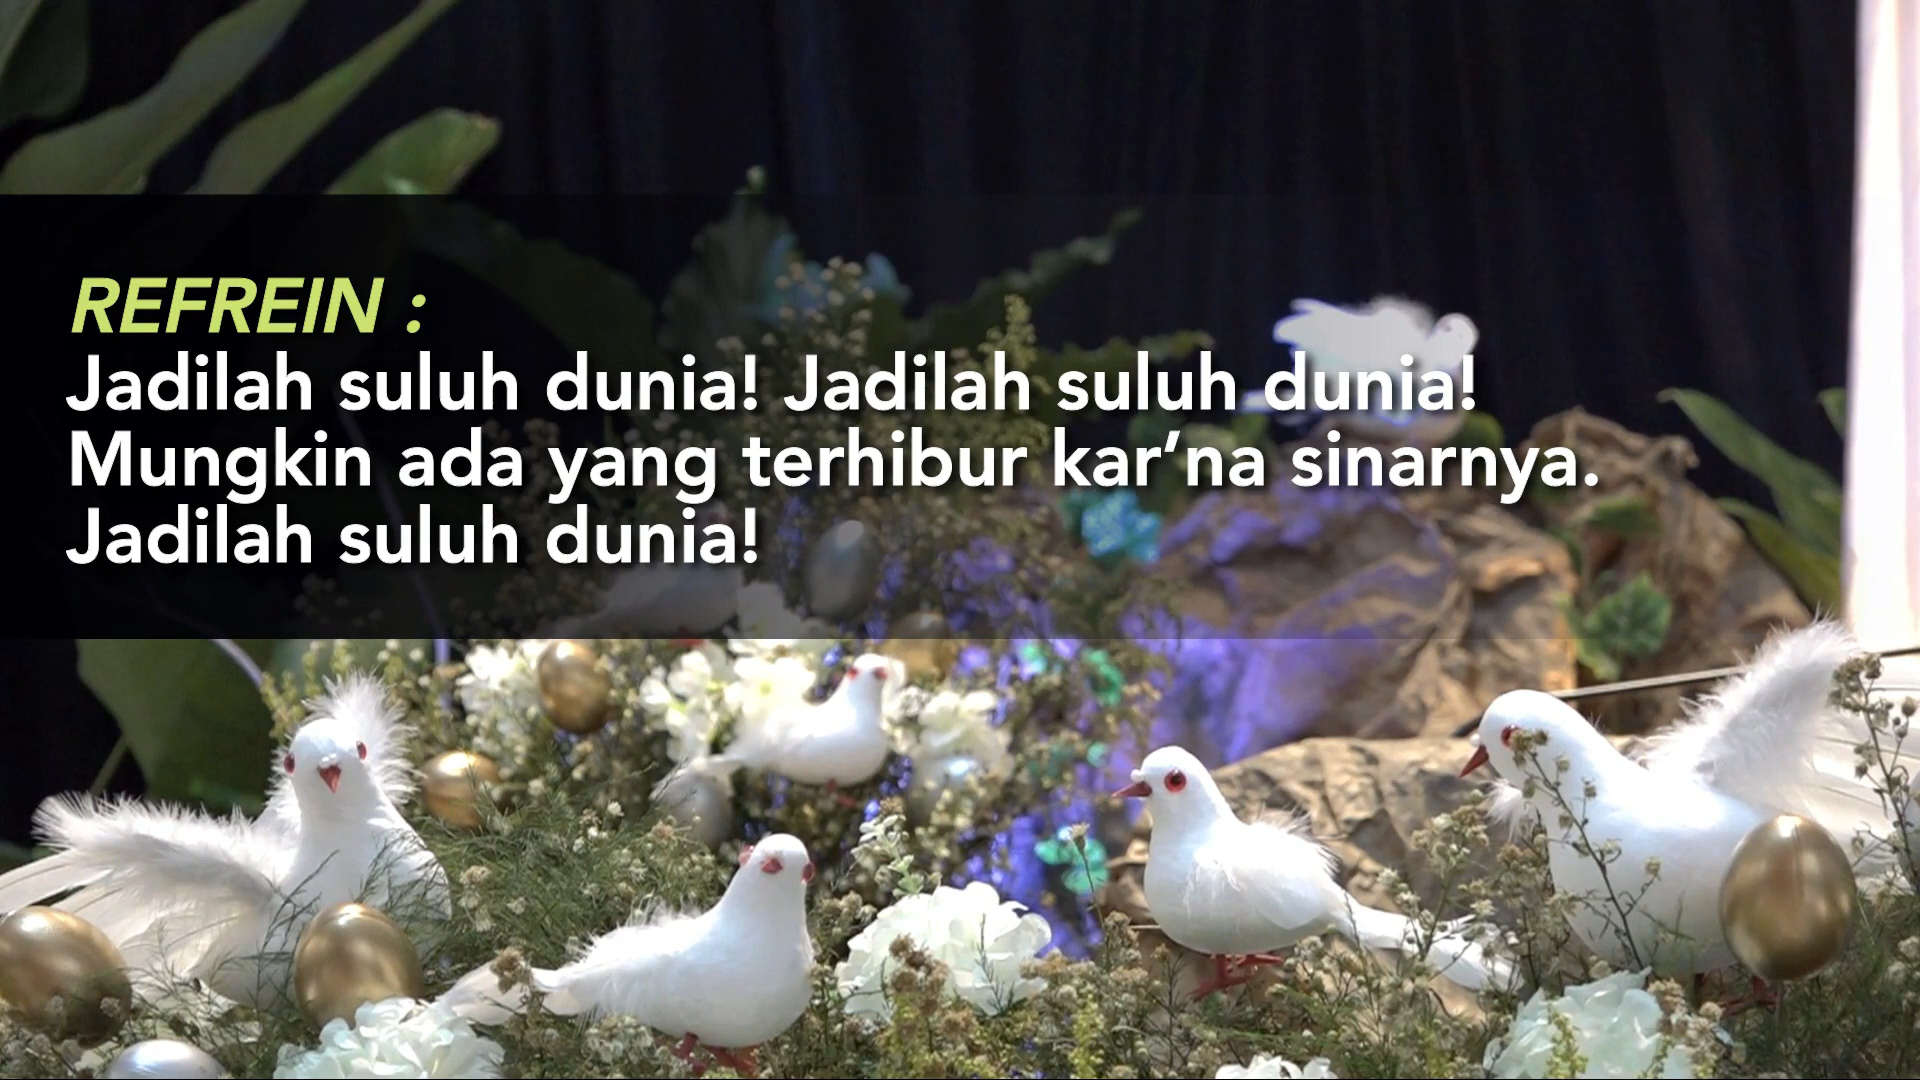 REFREIN :
Jadilah suluh dunia! Jadilah suluh dunia!
Mungkin ada yang terhibur kar’na sinarnya.
Jadilah suluh dunia!